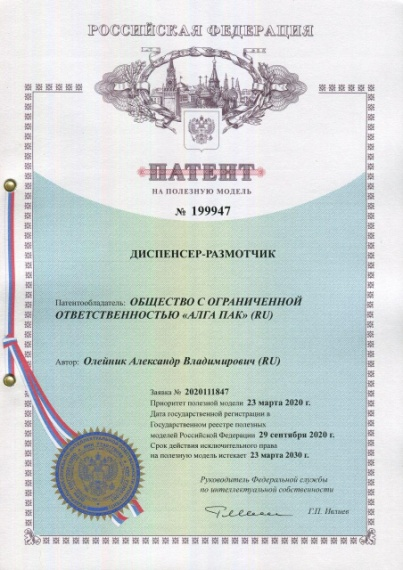 РОССИЙСКАЯ ФЕДЕРАЦИЯ
ПАТЕНТ
НА ПОЛЕЗНУЮ МОДЕЛЬ
№ 199947
ДИСПЕНСЕР-РАЗМОТЧИК
Патентообладатель: ОБЩЕСТВО С ОГРАНИЧЕННОЙ
ОТВЕТСТВЕННОСТЬЮ «АЛГА ПАК» (RU)
Автор: Олейник Александр Владимирович (RU)
Заявка № 2020111847
Приоритет полезной модели 23 марта 2020 г.
Дата государственной регистрации в
Государственном реестре полезных
моделей Российской Федерации 29 сентября 2020 г.
Срок действия исключительного права
на полезную модель истекает 23 марта 2030 г.
Руководитель Федеральной службы
по интеллектуальной собственности
Г.П. Ивлиев